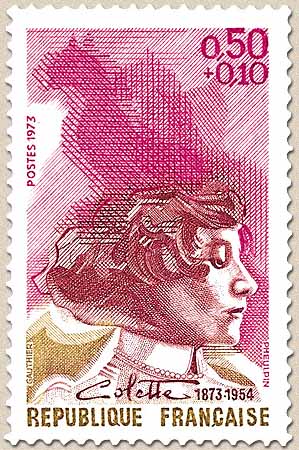 0,50
+0,10
POSTES 1973
GAUTHIER
PHEULPIN
Colette 1873-1954
REPUBLIQUE FRANÇAISE